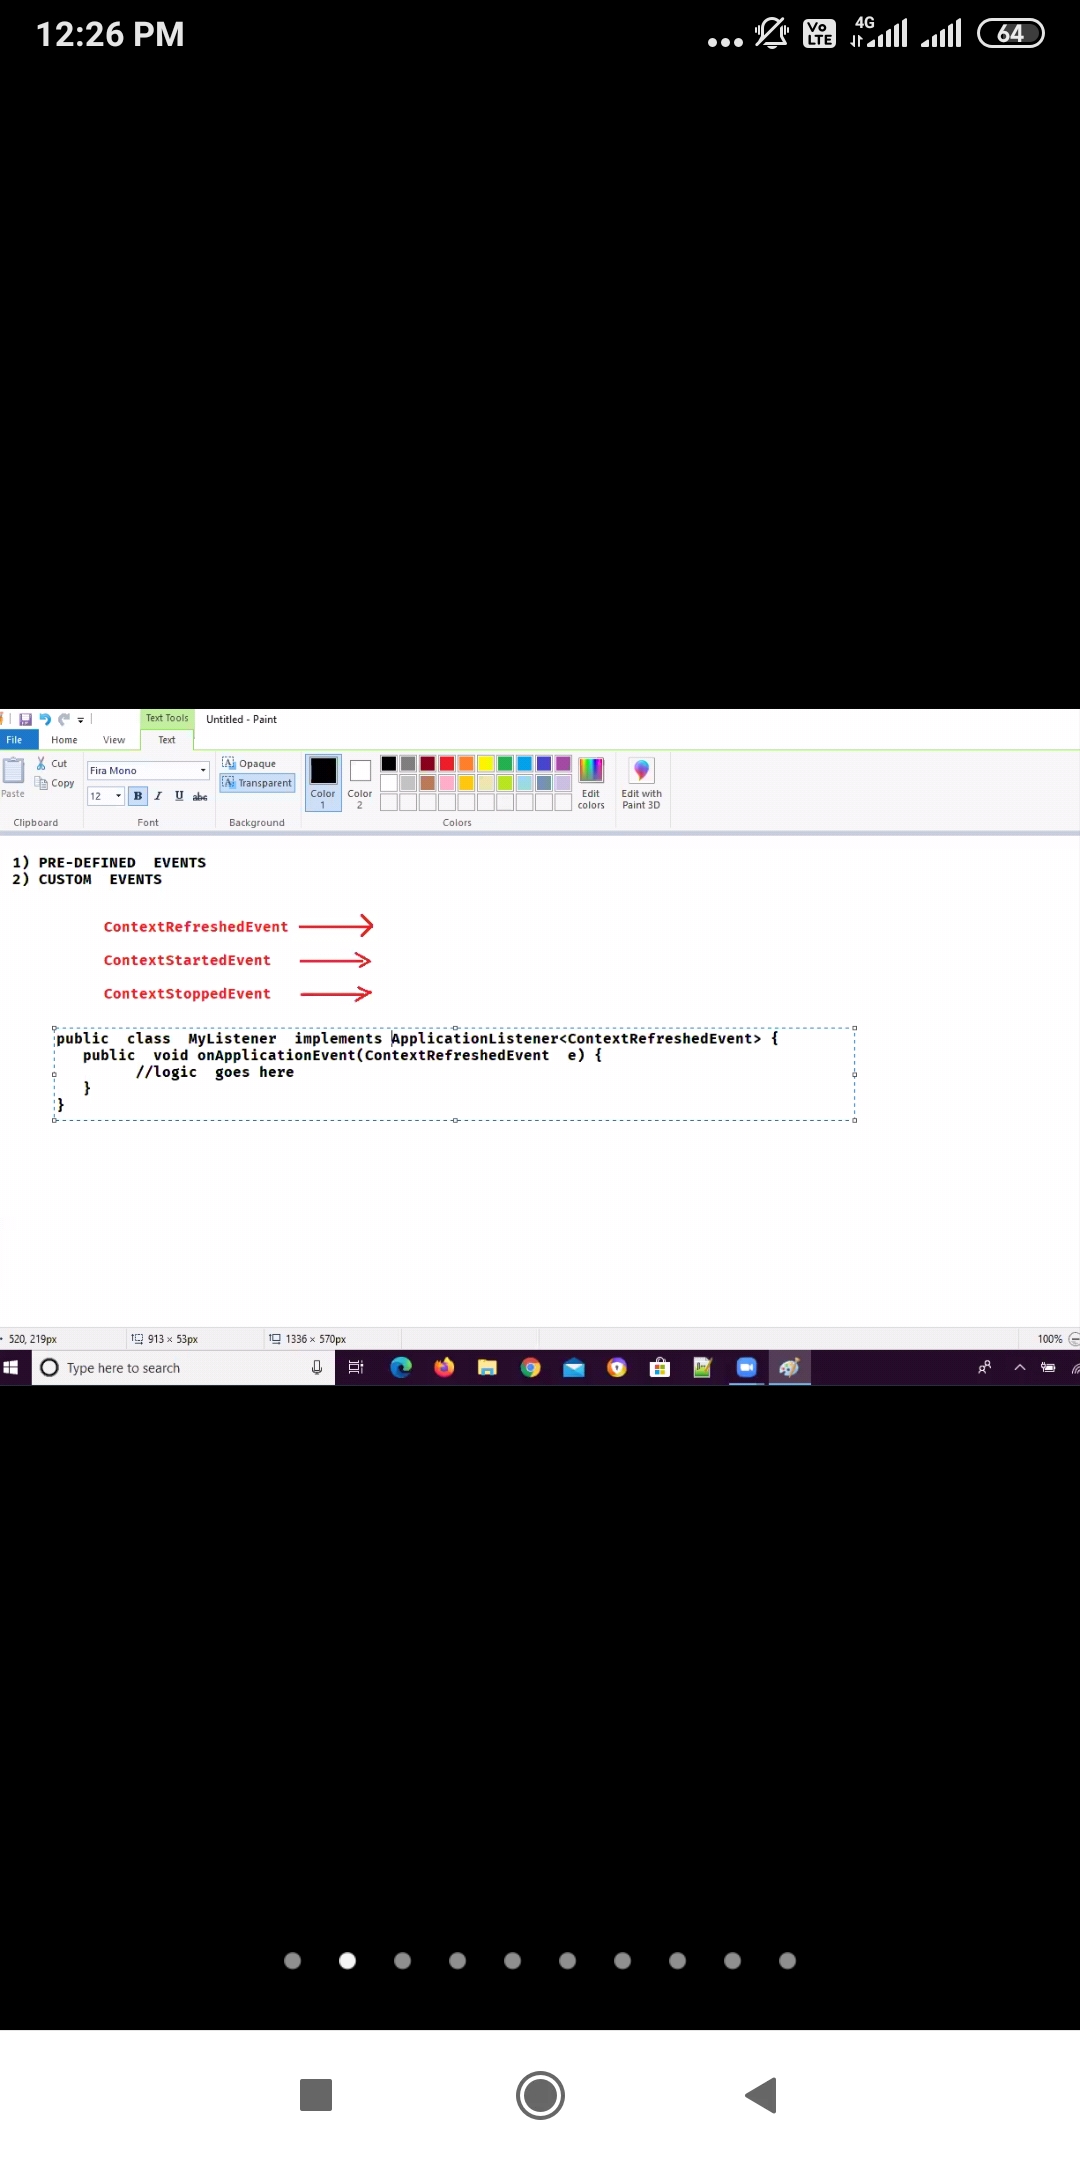 12:26 PM
Vo LTE
4G
64
Text Tools
Untitled - Paint
File
Home
View
Text
Paste
Cut
Copy
Clipboard
Fira Mono
12
B I U abc
Font
Opaque
Transparent
Background
Color 1
Color 2
Colors
Edit colors
Edit with Paint 3D
1) PRE-DEFINED EVENTS
2) CUSTOM EVENTS
ContextRefreshedEvent
ContextStartedEvent
ContextStoppedEvent
public class MyListener implements ApplicationListener<ContextRefreshedEvent> {
public void onApplicationEvent(ContextRefreshedEvent e) {
//logic goes here
}
}
520, 219px
913 × 53px
1336 × 570px
100%
Type here to search